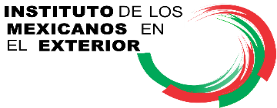 INSTITUTO DE LOS
MEXICANOS EN
EL EXTERIOR